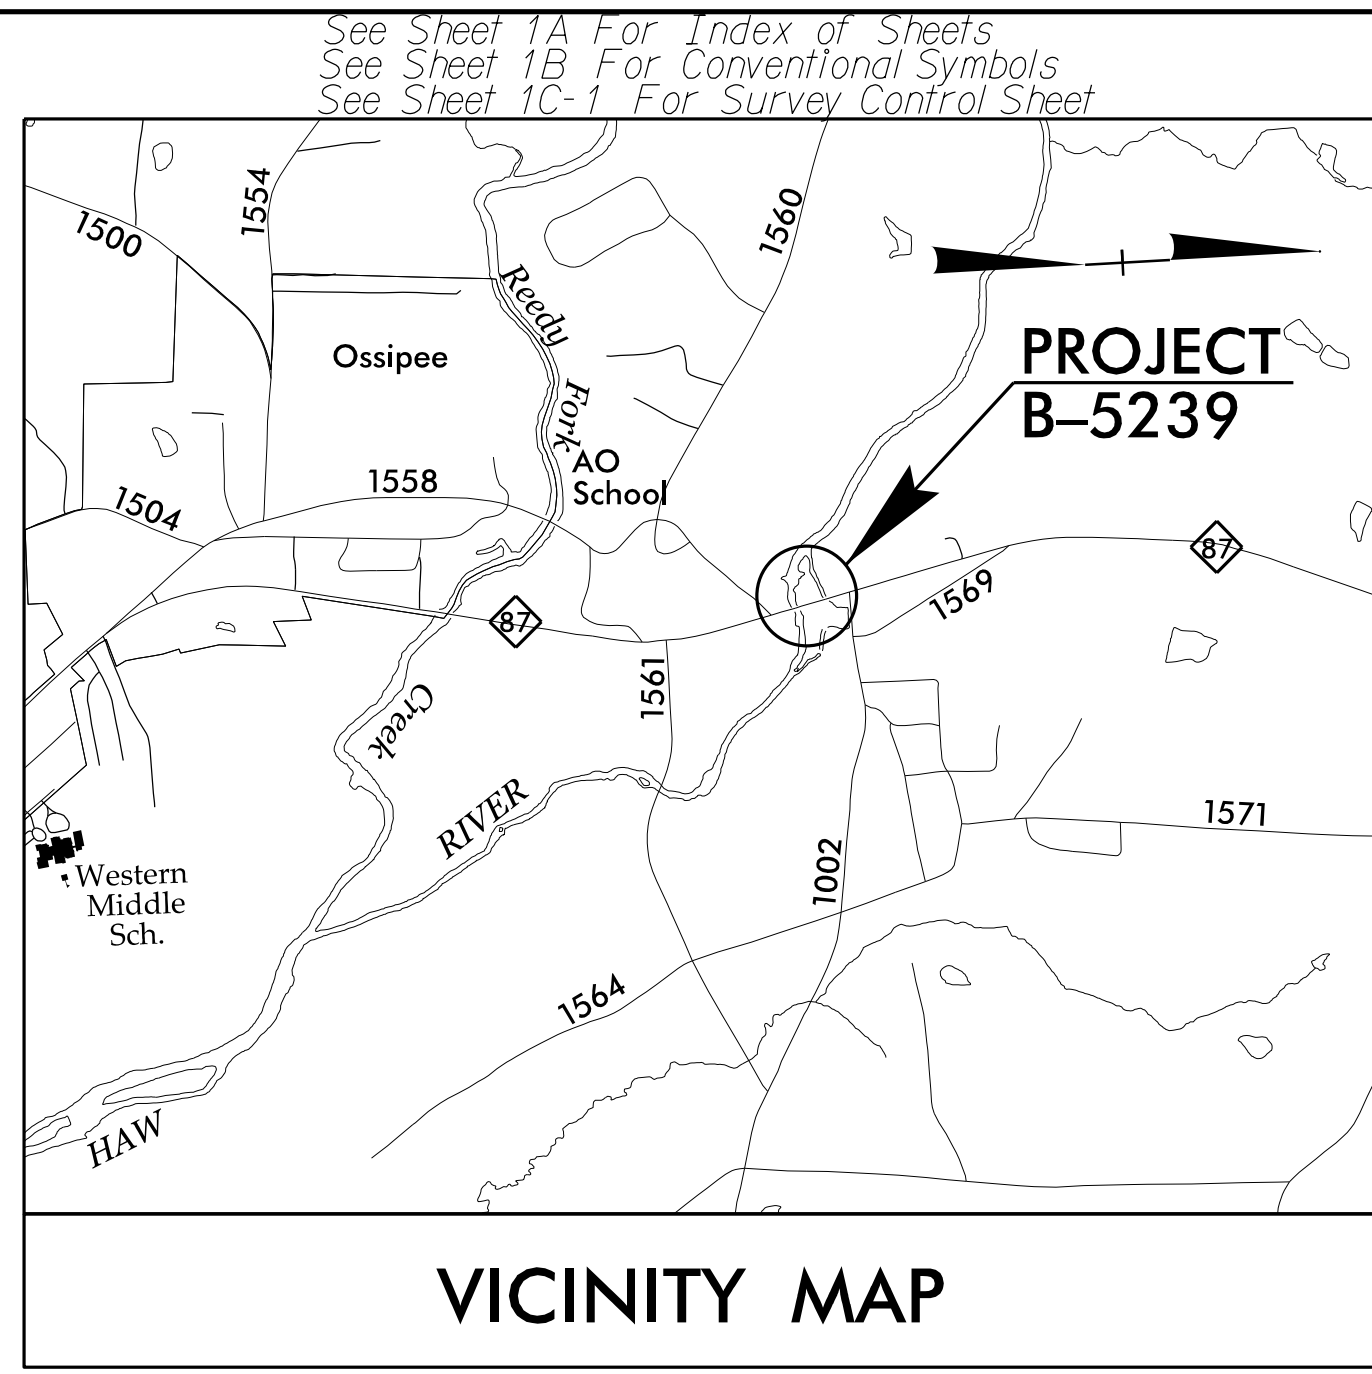 See Sheet 1A For Index of Sheets
See Sheet 1B For Conventional Symbols
See Sheet 1C-1 For Survey Control Sheet
1500
1554
1560
Reedy
Fork
Ossipee
PROJECT
B–5239
AO
School
1558
1504
87
87
1569
1561
Creek
RIVER
1571
1002
Western
Middle
Sch.
1564
HAW
VICINITY MAP